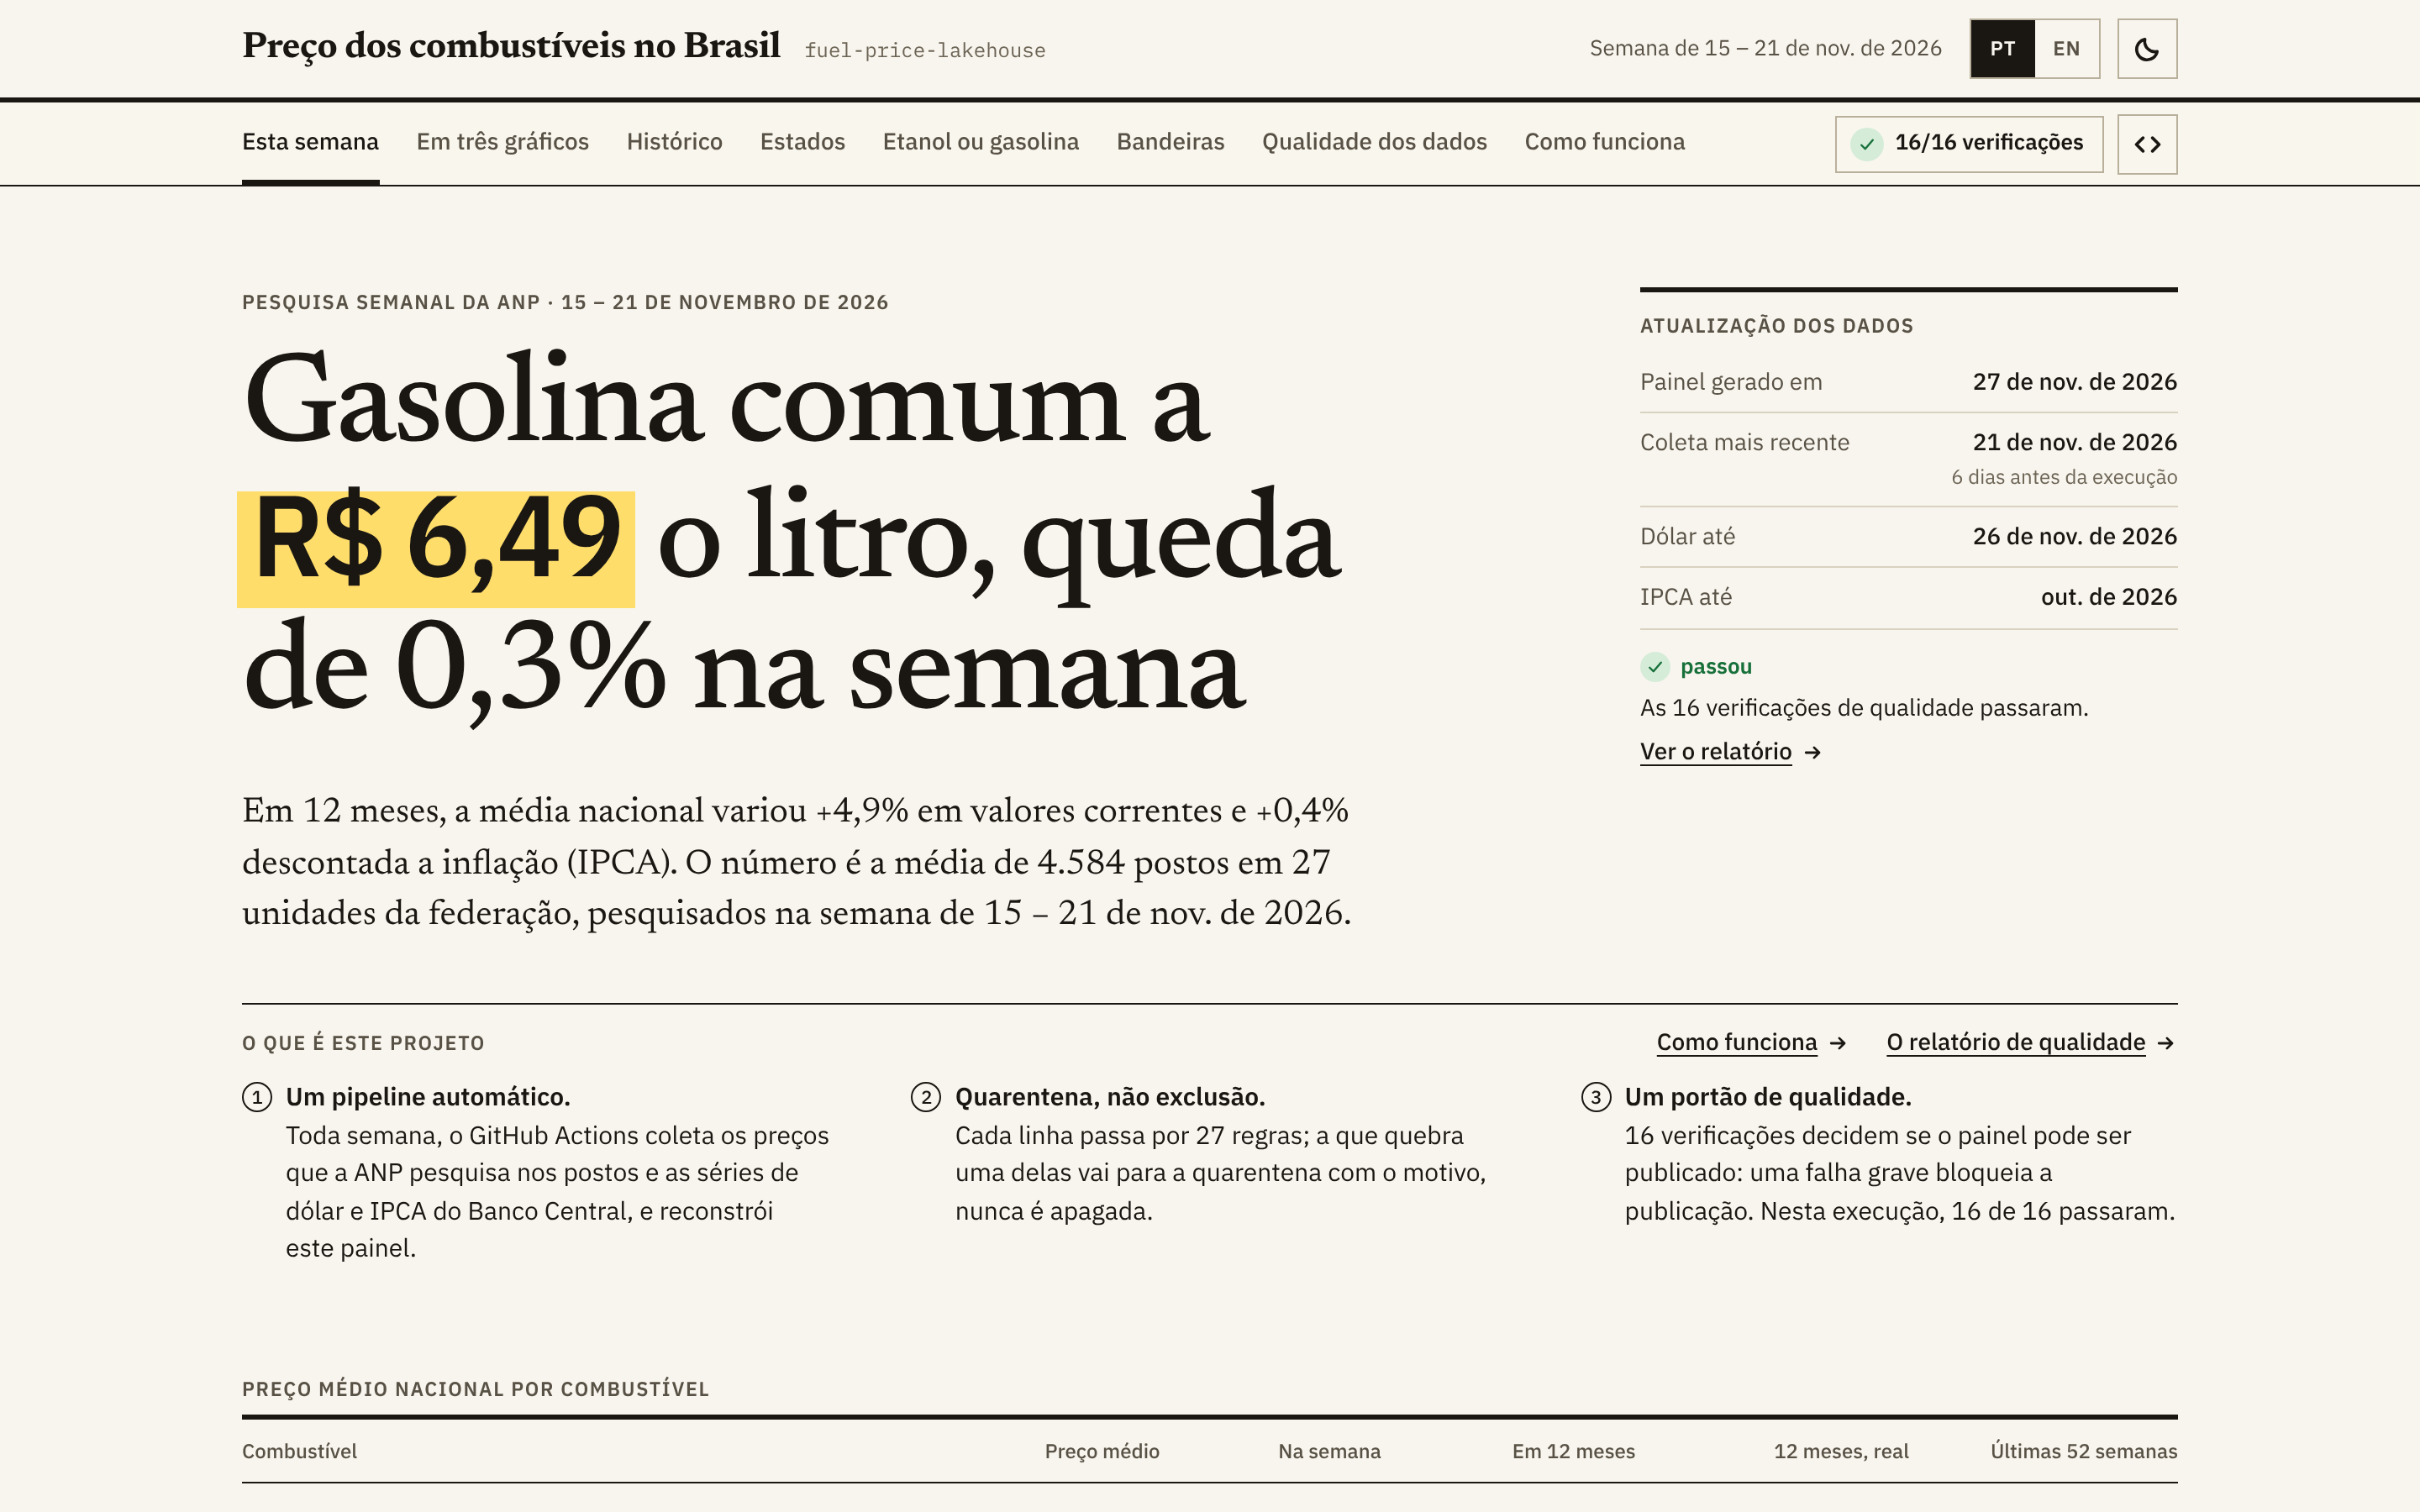 Preço dos combustíveis no Brasil fuel-price-lakehouse Semana de 15 – 21 de nov. de 2026 PT EN
Esta semana Em três gráficos Histórico Estados Etanol ou gasolina Bandeiras Qualidade dos dados Como funciona 16/16 verificações
PESQUISA SEMANAL DA ANP · 15 – 21 DE NOVEMBRO DE 2026
Gasolina comum a
R$ 6,49 o litro, queda
de 0,3% na semana
Em 12 meses, a média nacional variou +4,9% em valores correntes e +0,4%
descontada a inflação (IPCA). O número é a média de 4.584 postos em 27
unidades da federação, pesquisados na semana de 15 – 21 de nov. de 2026.
ATUALIZAÇÃO DOS DADOS
Painel gerado em 27 de nov. de 2026
Coleta mais recente 21 de nov. de 2026
6 dias antes da execução
Dólar até 26 de nov. de 2026
IPCA até out. de 2026
passou
As 16 verificações de qualidade passaram.
Ver o relatório →
O QUE É ESTE PROJETO
Como funciona → O relatório de qualidade →
1 Um pipeline automático.
Toda semana, o GitHub Actions coleta os preços
que a ANP pesquisa nos postos e as séries de
dólar e IPCA do Banco Central, e reconstrói
este painel.
2 Quarentena, não exclusão.
Cada linha passa por 27 regras; a que quebra
uma delas vai para a quarentena com o motivo,
nunca é apagada.
3 Um portão de qualidade.
16 verificações decidem se o painel pode ser
publicado: uma falha grave bloqueia a
publicação. Nesta execução, 16 de 16 passaram.
PREÇO MÉDIO NACIONAL POR COMBUSTÍVEL
Combustível Preço médio Na semana Em 12 meses 12 meses, real Últimas 52 semanas